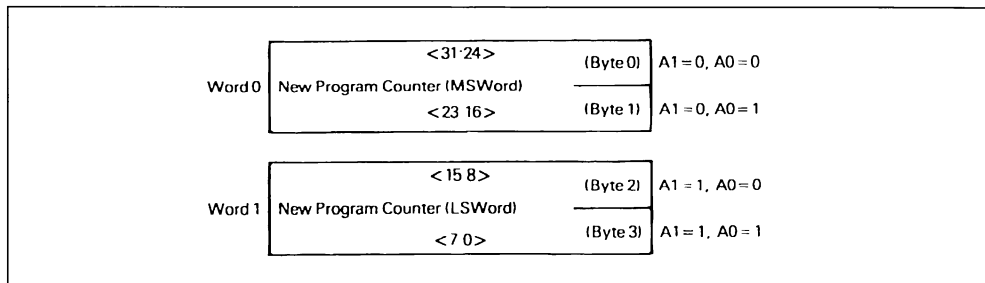 <31·24>
(Byte 0) A1=0, A0=0
Word 0 New Program Counter (MSWord)
<23 16> (Byte 1) A1=0, A0=1
<15 8>
(Byte 2) A1 = 1, A0=0
Word 1 New Program Counter (LSWord)
<7 0> (Byte 3) A1=1, A0=1